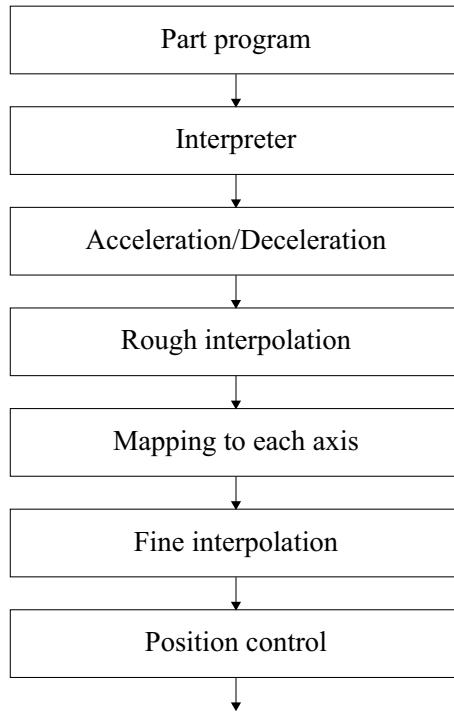 Part program
Interpreter
Acceleration/Deceleration
Rough interpolation
Mapping to each axis
Fine interpolation
Position control